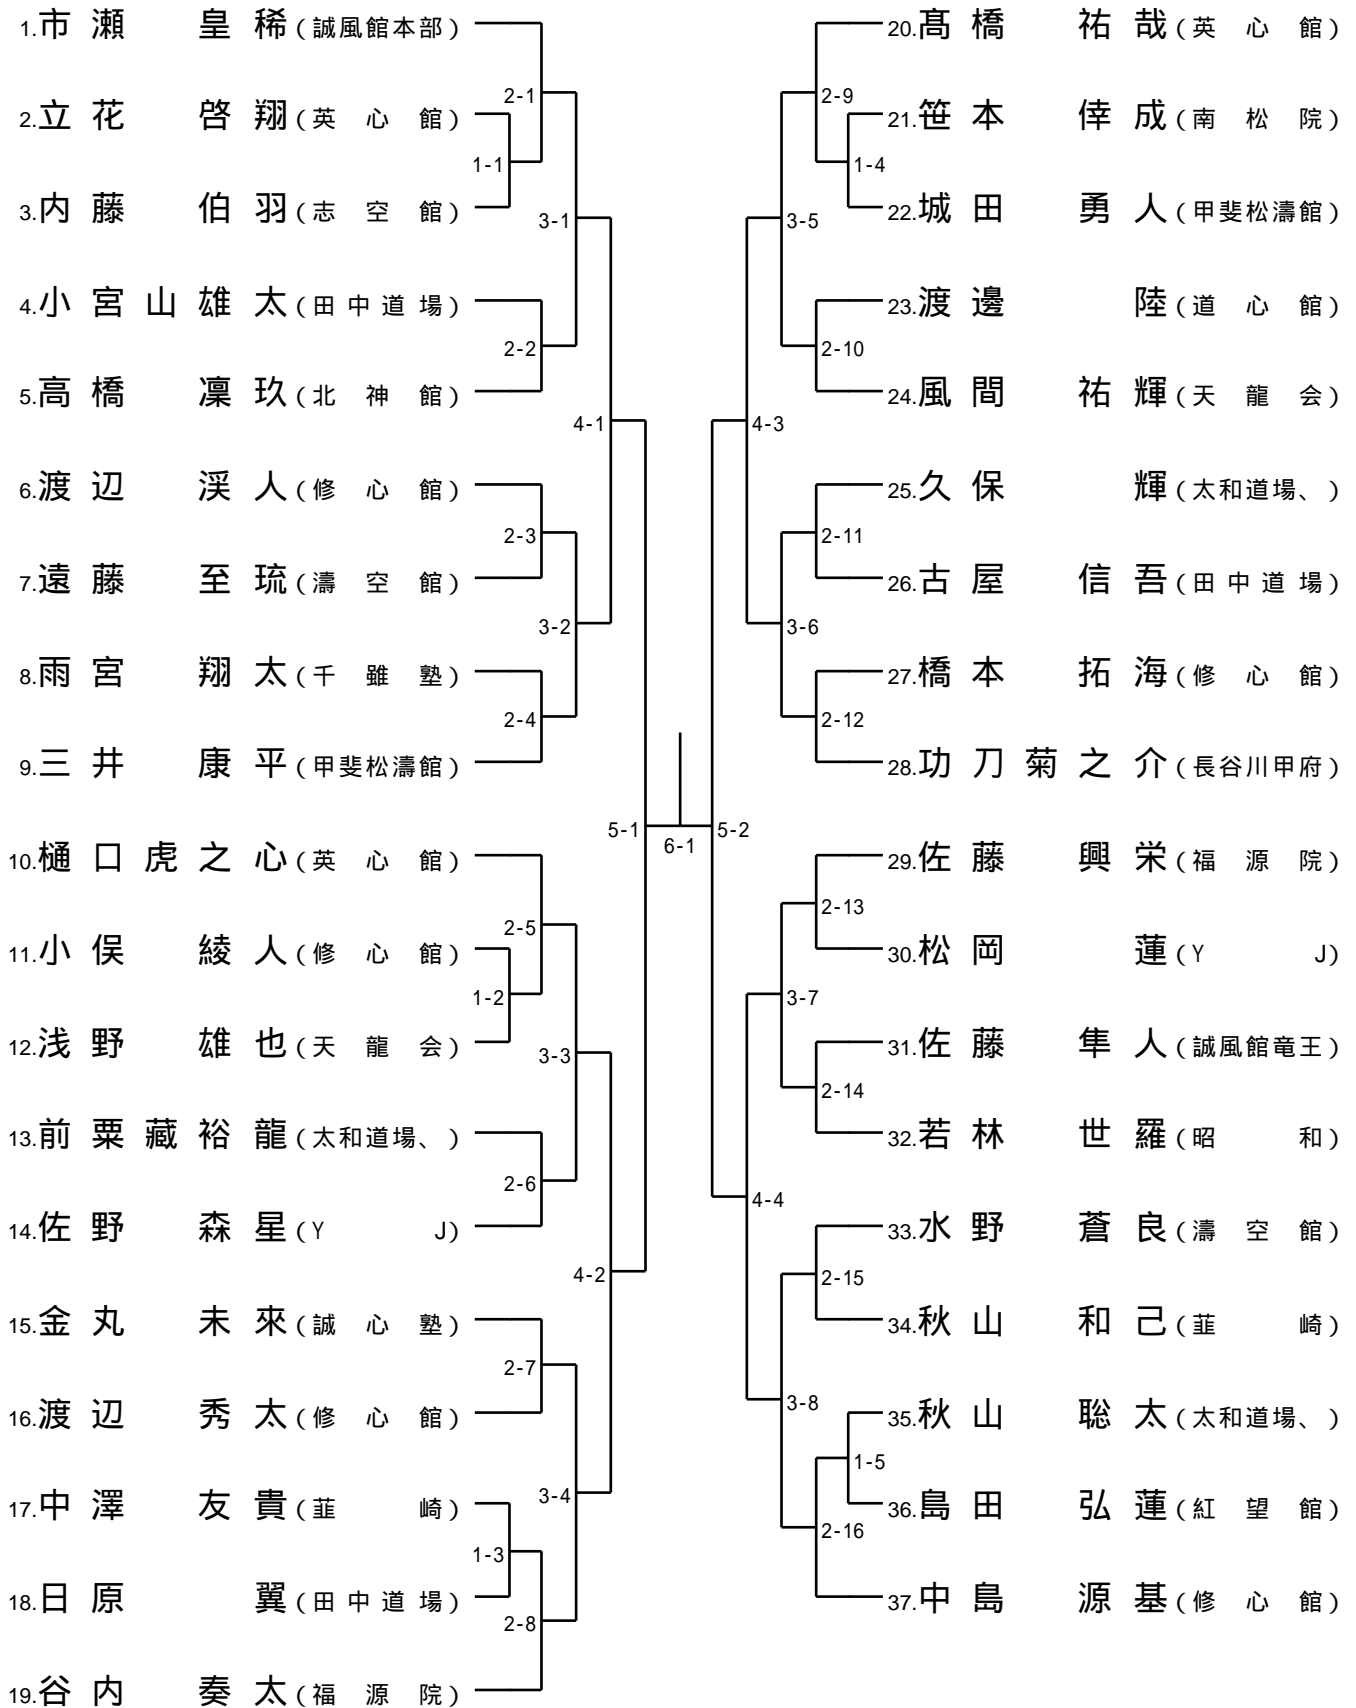 1.市瀬 皇稀(誠風館本部)
2.立花 啓翔(英心館)
3.内藤 伯羽(志空館)
4.小宮山雄太(田中道場)
5.高橋 凜玖(北神館)
6.渡辺 渓人(修心館)
7.遠藤 至琉(濤空館)
8.雨宮 翔太(千雖塾)
9.三井 康平(甲斐松濤館)
10.樋口虎之心(英心館)
11.小俣 綾人(修心館)
12.浅野 雄也(天龍会)
13.前粟藏裕龍(太和道場、)
14.佐野 森星(Y J)
15.金丸 未來(誠心塾)
16.渡辺 秀太(修心館)
17.中澤 友貴(韮崎)
18.日原 翼(田中道場)
19.谷内 奏太(福源院)
2-1
1-1
3-1
2-2
4-1
2-3
3-2
2-4
5-1
2-5
1-2
3-3
2-6
4-2
2-7
3-4
1-3
2-8
6-1
20.髙橋 祐哉(英心館)
21.笹本 倖成(南松院)
22.城田 勇人(甲斐松濤館)
23.渡邊 陸(道心館)
24.風間 祐輝(天龍会)
25.久保 輝(太和道場、)
26.古屋 信吾(田中道場)
27.橋本 拓海(修心館)
28.功刀菊之介(長谷川甲府)
29.佐藤 興栄(福源院)
30.松岡 蓮(Y J)
31.佐藤 隼人(誠風館竜王)
32.若林 世羅(昭和)
33.水野 蒼良(濤空館)
34.秋山 和己(韮崎)
35.秋山 聡太(太和道場、)
36.島田 弘蓮(紅望館)
37.中島 源基(修心館)
2-9
1-4
3-5
2-10
4-3
2-11
3-6
2-12
5-2
2-13
3-7
2-14
4-4
2-15
3-8
1-5
2-16